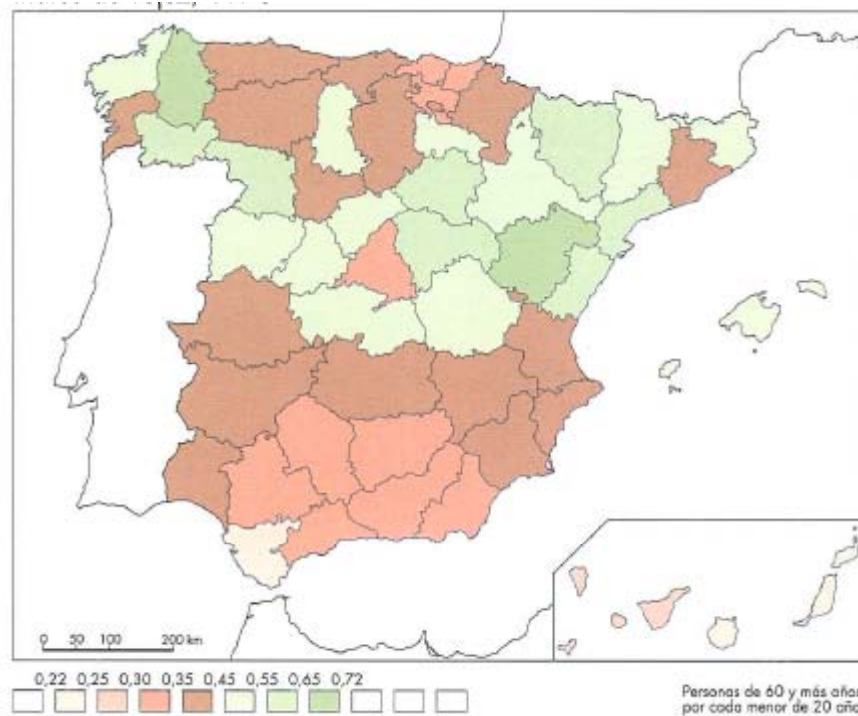 0 50 100 200 km
0,22 0,25 0,30 0,35 0,45 0,55 0,65 0,72
Personas de 60 y más años
por cada menor de 20 año